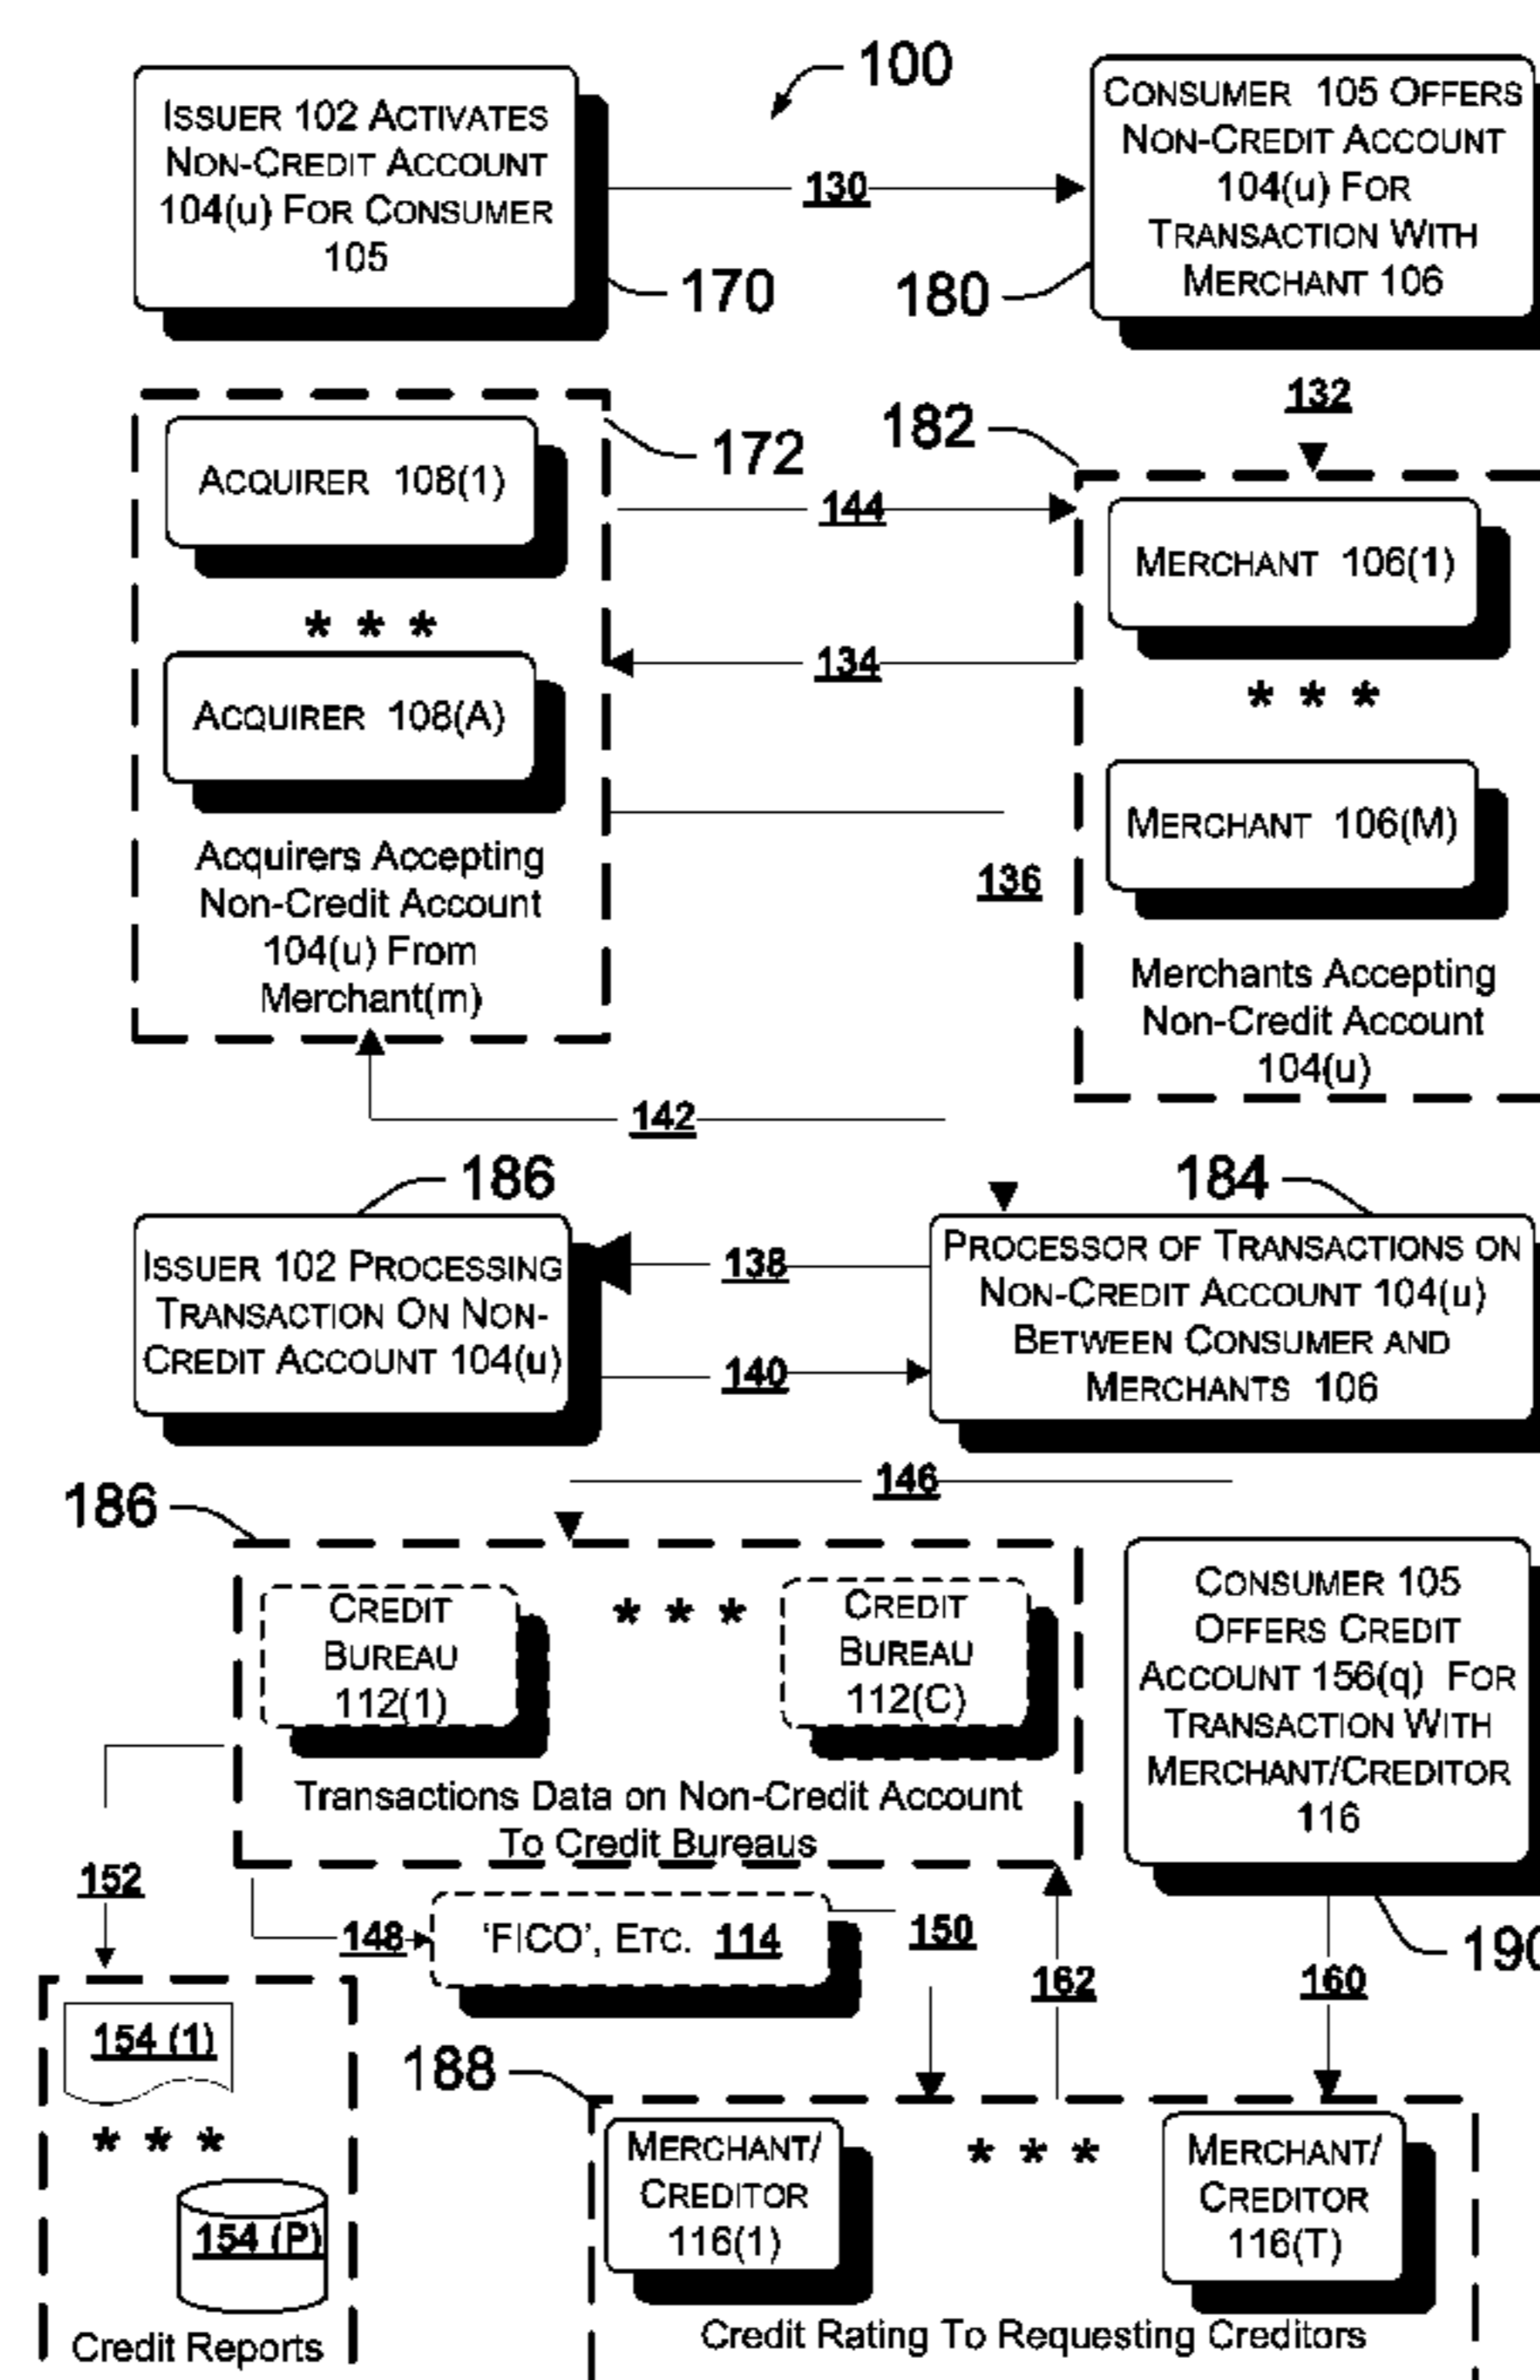 100
ISSUER 102 ACTIVATES
NON-CREDIT ACCOUNT
104(u) FOR CONSUMER
105
130
CONSUMER 105 OFFERS
NON-CREDIT ACCOUNT
104(u) FOR
TRANSACTION WITH
MERCHANT 106
170
180
132
172
182
ACQUIRER 108(1)
144
MERCHANT 106(1)
* * *
134
* * *
ACQUIRER 108(A)
MERCHANT 106(M)
136
Acquirers Accepting
Non-Credit Account
104(u) From
Merchant(m)
Merchants Accepting
Non-Credit Account
104(u)
142
186
184
ISSUER 102 PROCESSING
TRANSACTION ON NON-
CREDIT ACCOUNT 104(u)
138
140
PROCESSOR OF TRANSACTIONS ON
NON-CREDIT ACCOUNT 104(u)
BETWEEN CONSUMER AND
MERCHANTS 106
146
186
CREDIT
BUREAU
112(1)
* * *
CREDIT
BUREAU
112(C)
Transactions Data on Non-Credit Account
To Credit Bureaus
CONSUMER 105
OFFERS CREDIT
ACCOUNT 156(q) FOR
TRANSACTION WITH
MERCHANT/CREDITOR
116
152
148
'FICO', ETC. 114
150
162
160
190
154 (1)
* * *
154 (P)
Credit Reports
188
MERCHANT/
CREDITOR
116(1)
* * *
MERCHANT/
CREDITOR
116(T)
Credit Rating To Requesting Creditors